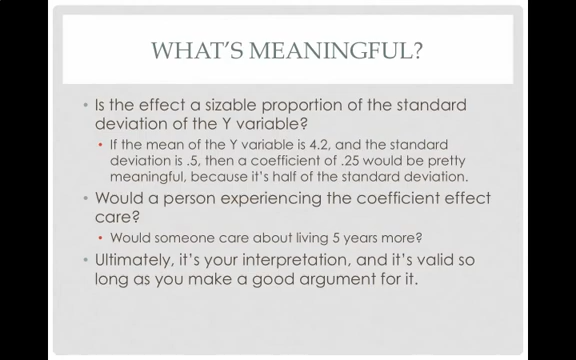 WHAT'S MEANINGFUL?
• Is the effect a sizable proportion of the standard
deviation of the Y variable?
• If the mean of the Y variable is 4.2, and the standard
deviation is .5, then a coefficient of .25 would be pretty
meaningful, because it's half of the standard deviation.
• Would a person experiencing the coefficient effect
care?
• Would someone care about living 5 years more?
• Ultimately, it's your interpretation, and it's valid so
long as you make a good argument for it.